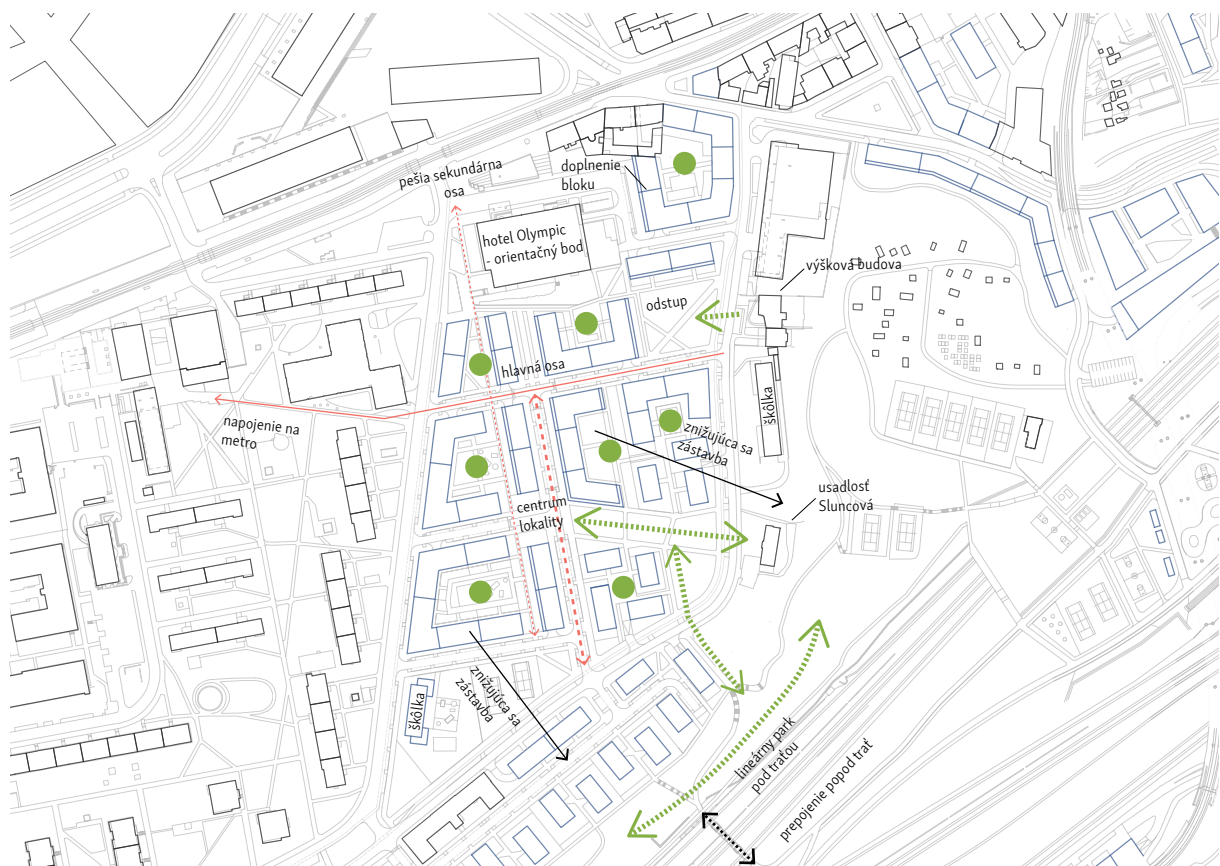 doplnenie
bloku
pešia sekundárna
osa
hotel Olympic
- orientačný bod
výšková budova
odstup
hlavná osa
škôlka
napojenie na
metro
znižujúca sa
zástavba
usadlosť
Sluncová
centrum
lokality
znižujúca sa
zástavba
škôlka
lineárny park
pod traťou
prepojenie popod trať